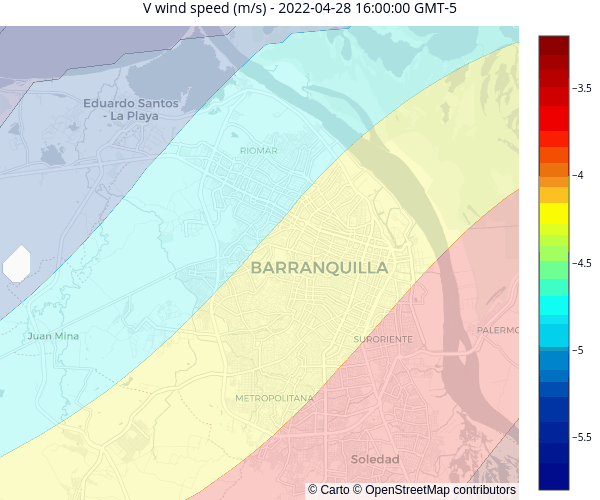 V wind speed (m/s) - 2022-04-28 16:00:00 GMT-5
−3.5
Eduardo Santos
- La Playa
RIOMAR
−4
BARRANQUILLA
−4.5
Juan Mina
SURORIENTE
PALERMO
−5
METROPOLITANA
−5.5
Soledad
© Carto © OpenStreetMap contributors